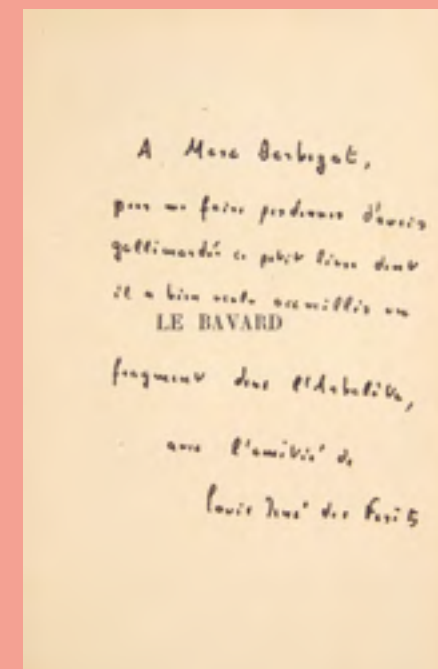 A Marc Barbezat,
pour me faire pardonner d'avoir
gallimardé ce petit livre dont
il a bien voulu accueillir un
LE BAVARD
fragment dans l'Arbalète,
avec l'amitié de
Louis René des Forêts